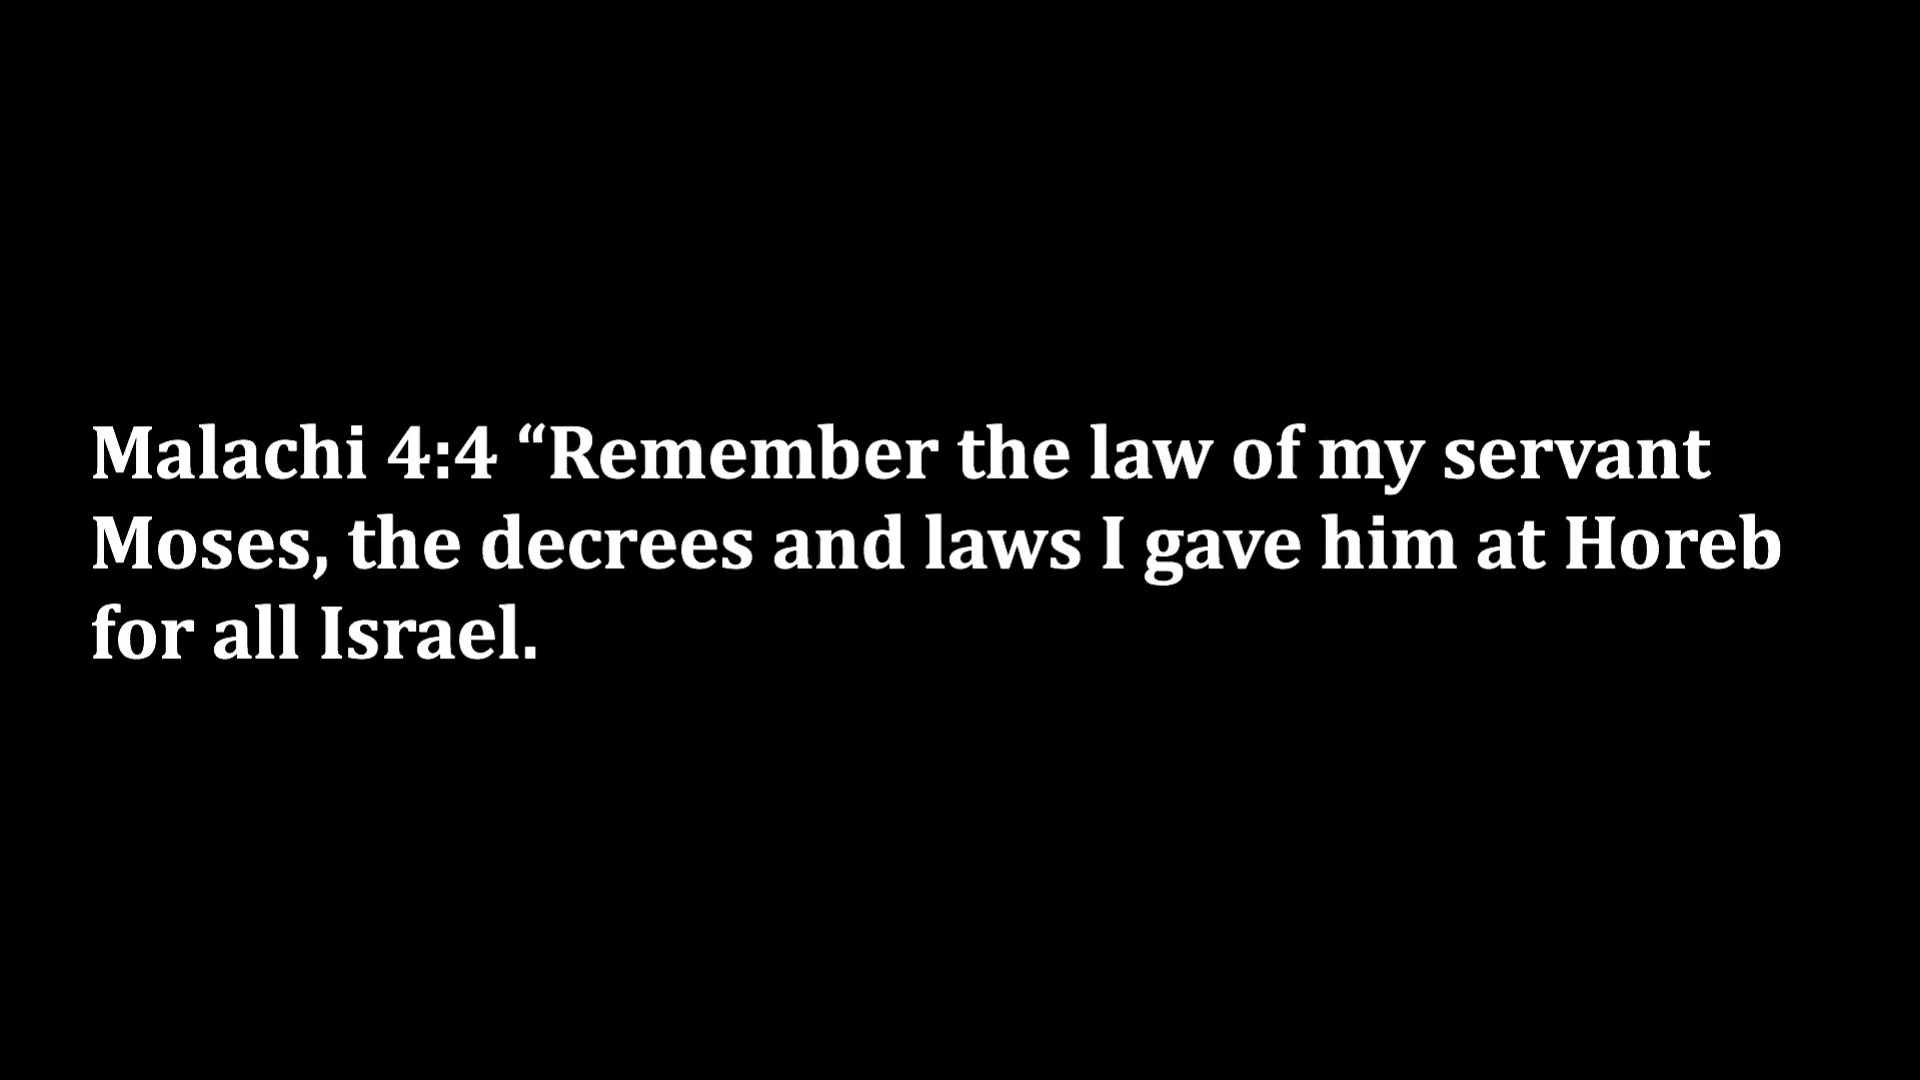 Malachi 4:4 “Remember the law of my servant
Moses, the decrees and laws I gave him at Horeb
for all Israel.